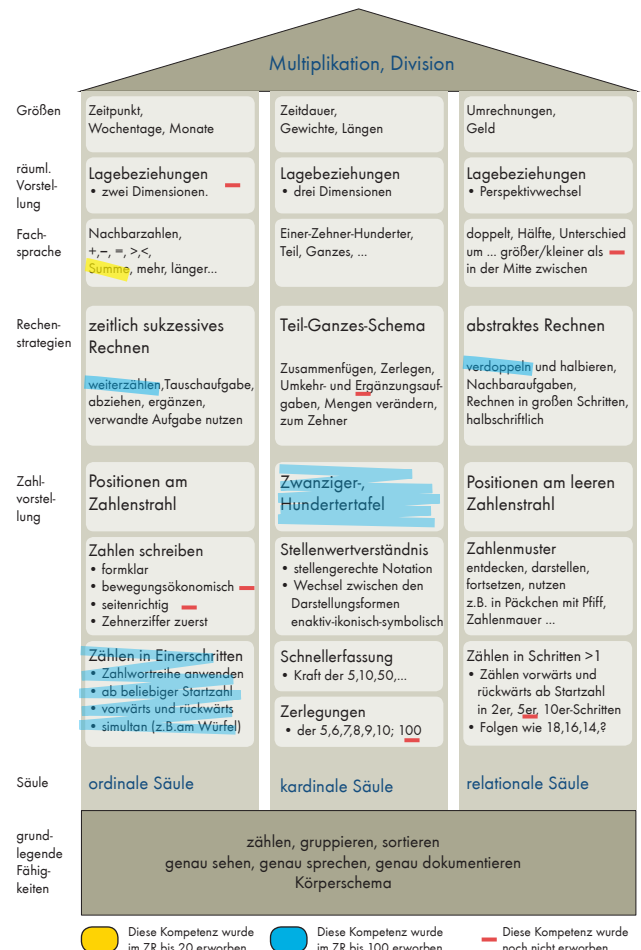 Multiplikation, Division
Größen
Zeitpunkt,
Wochentage, Monate
Zeitdauer,
Gewichte, Längen
Umrechnungen,
Geld
räuml.
Vorstel-
lung
Lagebeziehungen
• zwei Dimensionen.
Lagebeziehungen
• drei Dimensionen
Lagebeziehungen
• Perspektivwechsel
Fach-
sprache
Nachbarzahlen,
+,–, =, >,<,
Summe, mehr, länger...
Einer-Zehner-Hunderter,
Teil, Ganzes, ...
doppelt, Hälfte, Unterschied
um ... größer/kleiner als
in der Mitte zwischen
Rechen-
strategien
zeitlich sukzessives
Rechnen
weiterzählen,Tauschaufgabe,
abziehen, ergänzen,
verwandte Aufgabe nutzen
Teil-Ganzes-Schema
Zusammenfügen, Zerlegen,
Umkehr- und Ergänzungsauf-
gaben, Mengen verändern,
zum Zehner
abstraktes Rechnen
verdoppeln und halbieren,
Nachbaraufgaben,
Rechnen in großen Schritten,
halbschriftlich
Zahl-
vorstel-
lung
Positionen am
Zahlenstrahl
Zwanziger-,
Hundertertafel
Positionen am leeren
Zahlenstrahl
Zahlen schreiben
• formklar
• bewegungsökonomisch
• seitenrichtig
• Zehnerziffer zuerst
Stellenwertverständnis
• stellengerechte Notation
• Wechsel zwischen den
Darstellungsformen
enaktiv-ikonisch-symbolisch
Zahlenmuster
entdecken, darstellen,
fortsetzen, nutzen
z.B. in Päckchen mit Pfiff,
Zahlenmauer ...
Zählen in Einerschritten
• Zahlwortreihe anwenden
• ab beliebiger Startzahl
• vorwärts und rückwärts
• simultan (z.B.am Würfel)
Schnellerfassung
• Kraft der 5,10,50,...
Zerlegungen
• der 5,6,7,8,9,10; 100
Zählen in Schritten >1
• Zählen vorwärts und
rückwärts ab Startzahl
in 2er, 5er, 10er-Schritten
• Folgen wie 18,16,14,?
Säule
ordinale Säule
kardinale Säule
relationale Säule
grund-
legende
Fähig-
keiten
zählen, gruppieren, sortieren
genau sehen, genau sprechen, genau dokumentieren
Körperschema
Diese Kompetenz wurde
im ZR bis 20 erworben
Diese Kompetenz wurde
im ZR bis 100 erworben
Diese Kompetenz wurde
noch nicht erworben